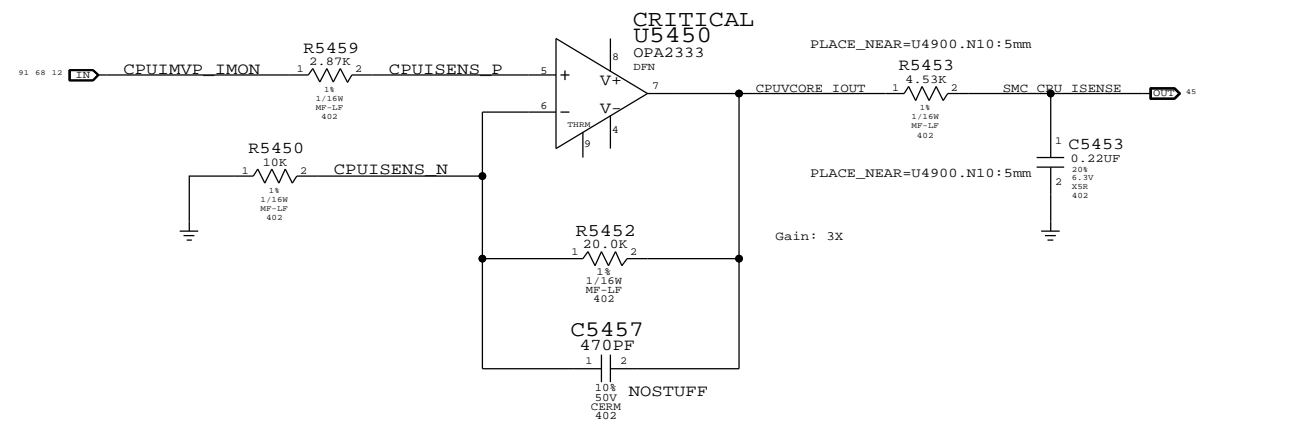 CRITICAL
U5450
OPA2333
DFN
8
V+
5
+
7
6
−
V−
THRM
4
9
91 68 12 IN
CPUIMVP_IMON
R5459
2.87K
1 2
1%
1/16W
MF-LF
402
CPUISENS_P
PLACE_NEAR=U4900.N10:5mm
R5453
4.53K
CPUVCORE_IOUT
1 2
1%
1/16W
MF-LF
402
SMC_CPU_ISENSE
OUT 45
R5450
10K
1 2
1%
1/16W
MF-LF
402
CPUISENS_N
PLACE_NEAR=U4900.N10:5mm
1
C5453
0.22UF
2
20%
6.3V
X5R
402
R5452
20.0K
1 2
1%
1/16W
MF-LF
402
Gain: 3X
C5457
470PF
1 2
10%
50V
CERM
402
NOSTUFF